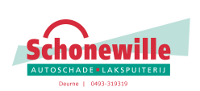 Schonewille
AUTOSCHADE • LAKSPUITERIJ
Deurne | 0493-319319